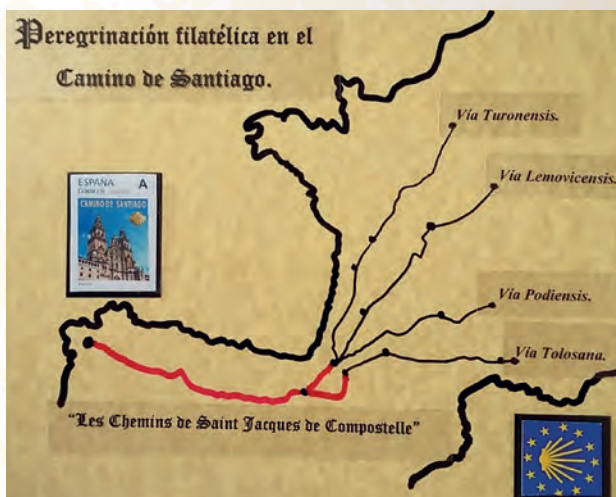 Peregrinación filatélica en el
Camino de Santiago.
Vía Turonensis.
Vía Lemovicensis.
ESPAÑA A
CORREOS
CAMINO DE SANTIAGO
Vía Podiensis.
Vía Tolosana.
"Les Chemins de Saint Jacques de Compostelle"